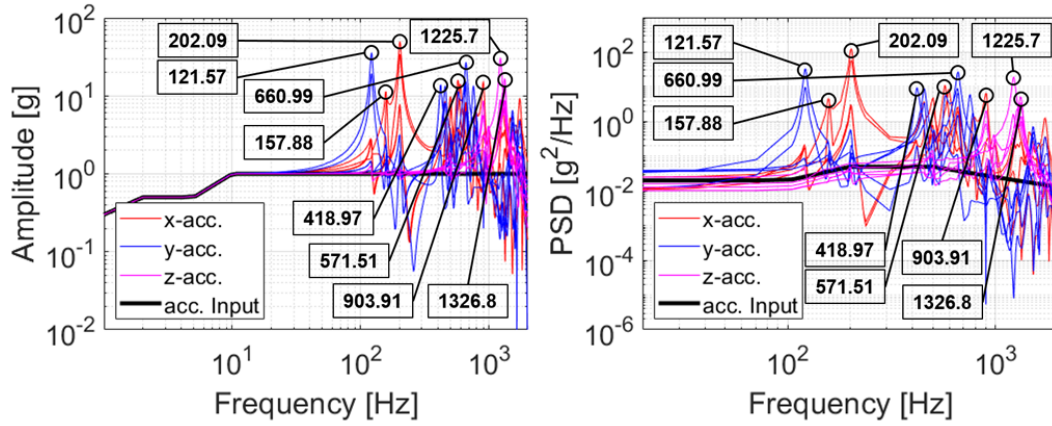 Amplitude [g]
10²
10¹
10⁰
10⁻¹
10⁻²
202.09
121.57
660.99
157.88
1225.7
418.97
571.51
903.91
1326.8
x-acc.
y-acc.
z-acc.
acc. Input
10¹
10²
10³
Frequency [Hz]
PSD [g²/Hz]
10²
10⁰
10⁻²
10⁻⁴
10⁻⁶
121.57
202.09
1225.7
660.99
157.88
418.97
903.91
571.51
1326.8
x-acc.
y-acc.
z-acc.
acc. Input
10²
10³
Frequency [Hz]